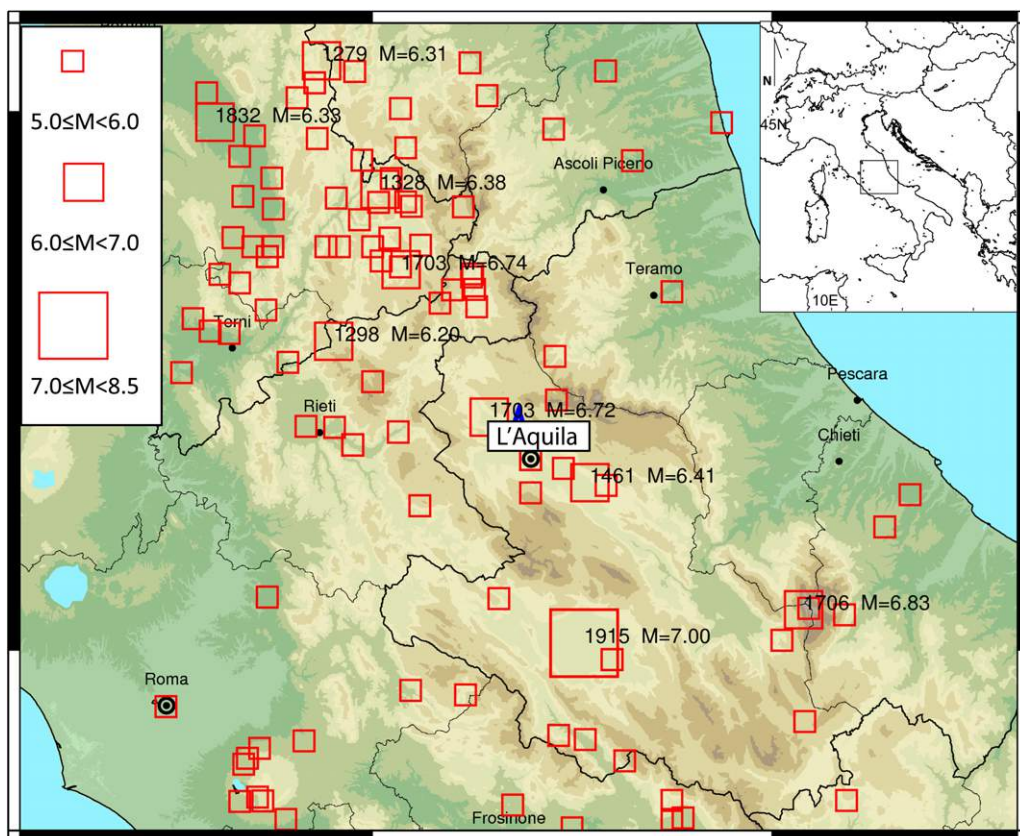 1279 M=6.31
5.0≤M<6.0
1832 M=6.33
45N
N
Ascoli Piceno
1328 M=6.38
6.0≤M<7.0
1703 M=6.74
Teramo
10E
Terni
1298 M=6.20
7.0≤M<8.5
Pescara
Rieti
1703 M=6.72
L'Aquila
Chieti
1461 M=6.41
1706 M=6.83
1915 M=7.00
Roma
Frosinone